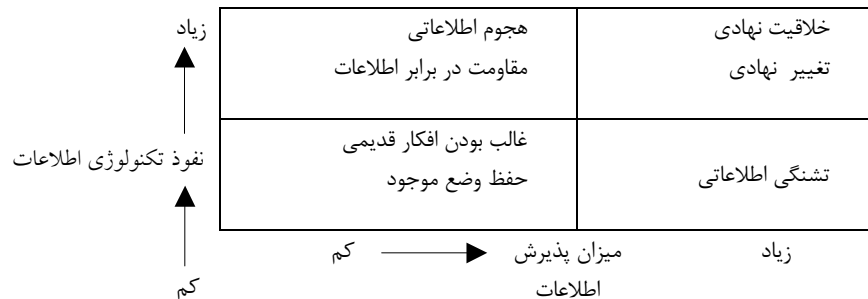 زیاد
خلاقیت نهادی
تغییر نهادی
هجوم اطلاعاتی
مقاومت در برابر اطلاعات
نفوذ تکنولوژی اطلاعات
تشنگی اطلاعاتی
غالب بودن افکار قدیمی
حفظ وضع موجود
کم
زیاد
میزان پذیرش
اطلاعات
کم